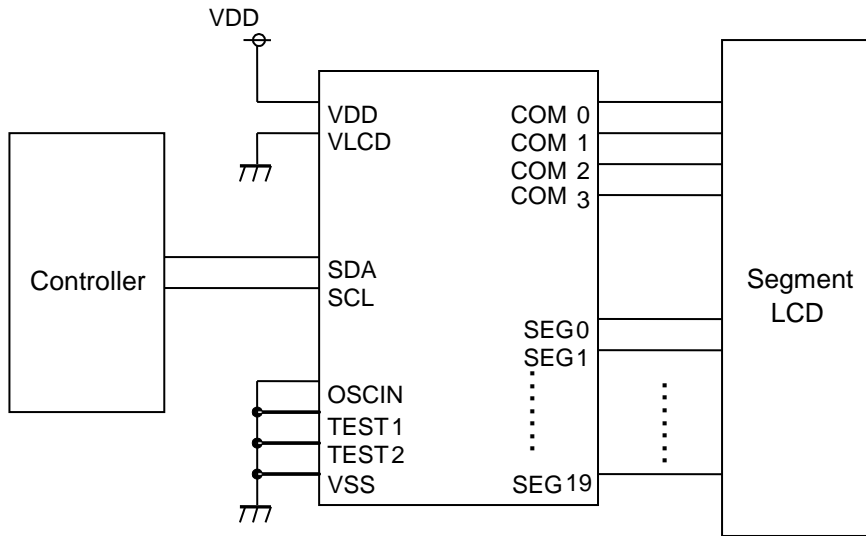 VDD
VDD
VLCD
SDA
SCL
OSCIN
TEST1
TEST2
VSS
COM 0
COM 1
COM 2
COM 3
SEG0
SEG1
SEG19
Controller
Segment
LCD